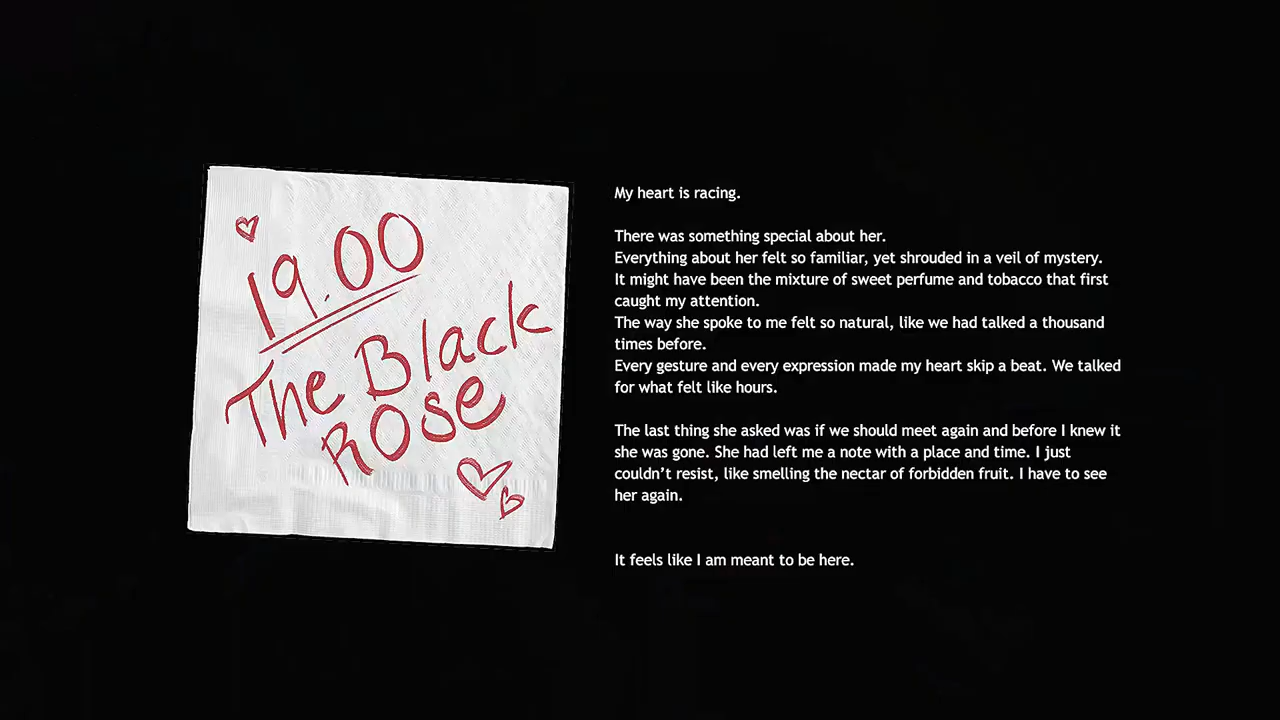 19.00
The Black
Rose
My heart is racing.
There was something special about her.
Everything about her felt so familiar, yet shrouded in a veil of mystery.
It might have been the mixture of sweet perfume and tobacco that first
caught my attention.
The way she spoke to me felt so natural, like we had talked a thousand
times before.
Every gesture and every expression made my heart skip a beat. We talked
for what felt like hours.
The last thing she asked was if we should meet again and before I knew it
she was gone. She had left me a note with a place and time. I just
couldn’t resist, like smelling the nectar of forbidden fruit. I have to see
her again.
It feels like I am meant to be here.